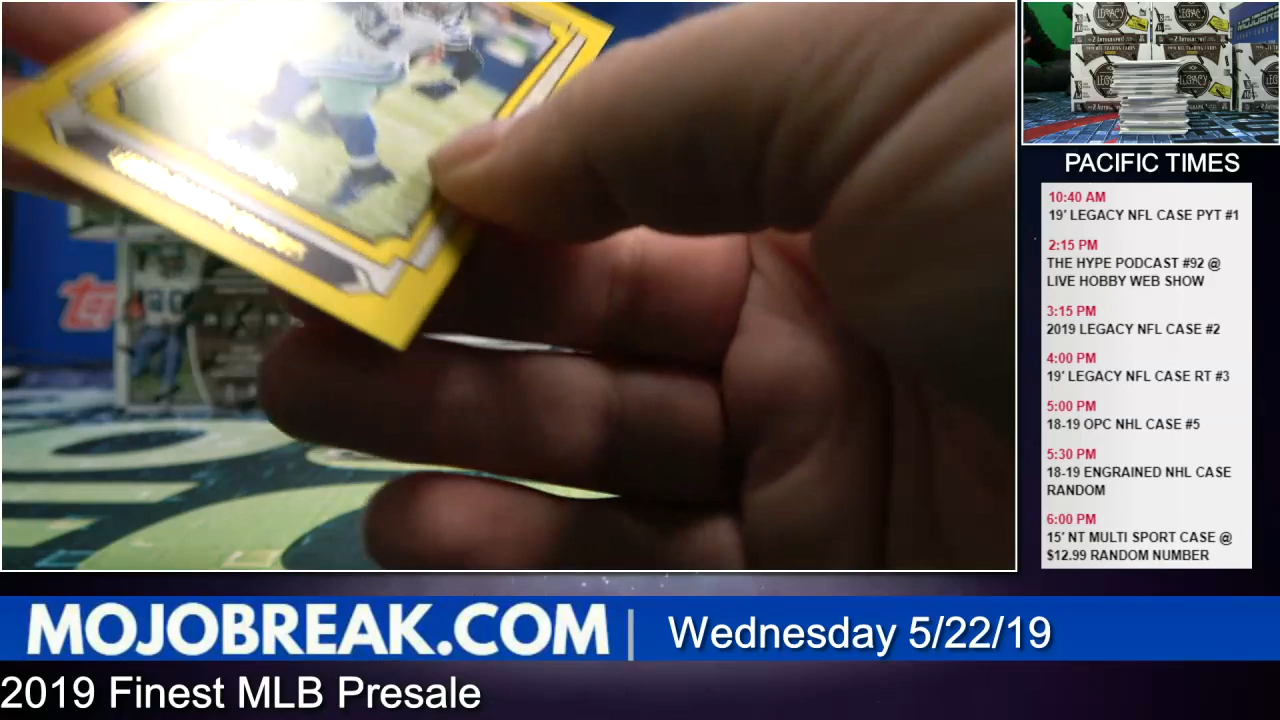 PACIFIC TIMES
10:40 AM
19' LEGACY NFL CASE PYT #1
2:15 PM
THE HYPE PODCAST #92 @
LIVE HOBBY WEB SHOW
3:15 PM
2019 LEGACY NFL CASE #2
4:00 PM
19' LEGACY NFL CASE RT #3
5:00 PM
18-19 OPC NHL CASE #5
5:30 PM
18-19 ENGRAINED NHL CASE
RANDOM
6:00 PM
15' NT MULTI SPORT CASE @
$12.99 RANDOM NUMBER
MOJOBREAK.COM | Wednesday 5/22/19
2019 Finest MLB Presale